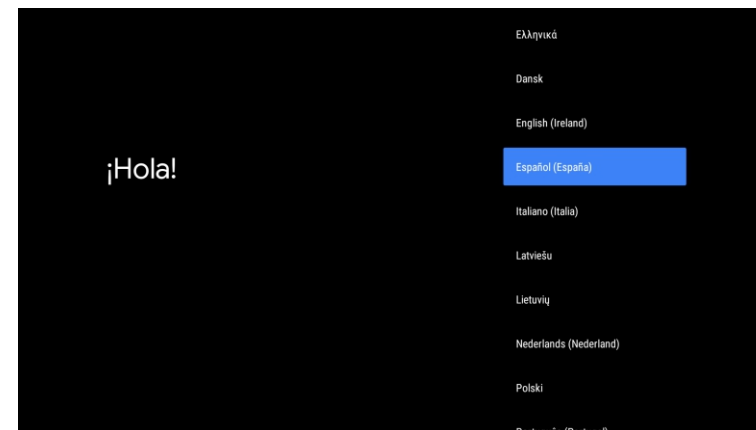 ¡Hola!
Ελληνικά
Dansk
English (Ireland)
Español (España)
Italiano (Italia)
Latviešu
Lietuvių
Nederlands (Nederland)
Polski